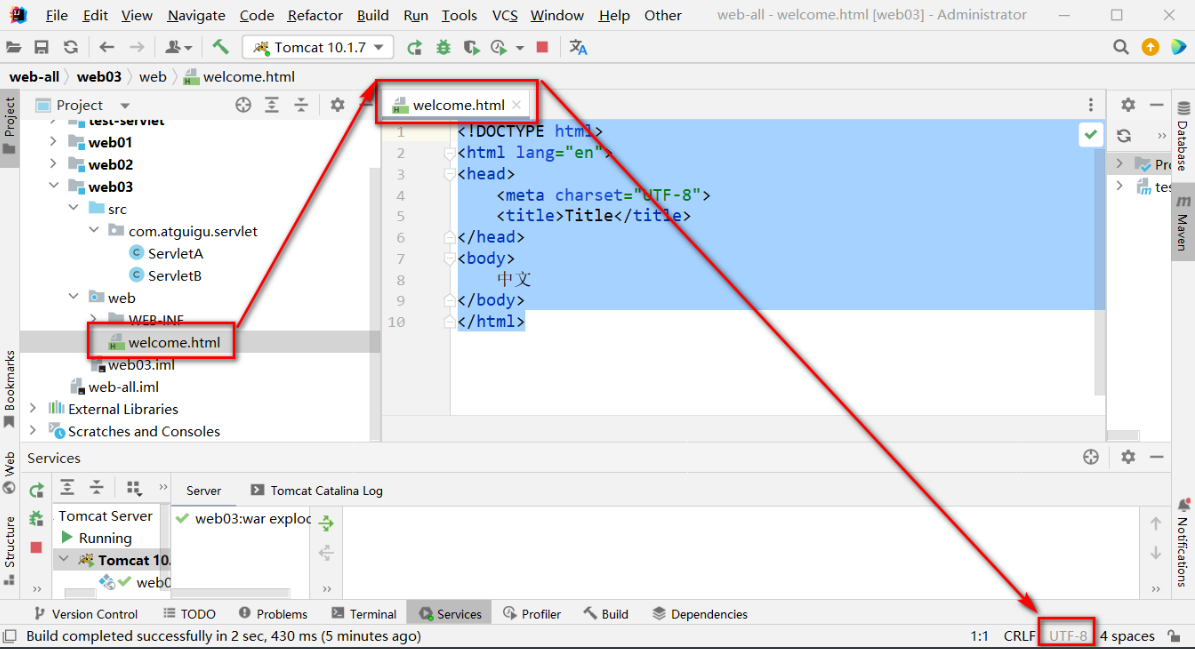 File Edit View Navigate Code Refactor Build Run Tools VCS Window Help Other web-all - welcome.html [web03] - Administrator
Tomcat 10.1.7
web-all web03 web welcome.html
Project
Project
welcome.html
test-servlet
web01
web02
web03
src
com.atguigu.servlet
ServletA
ServletB
web
WEB-INF
welcome.html
web03.iml
web-all.iml
External Libraries
Scratches and Consoles
1 <!DOCTYPE html>
2 <html lang="en">
3 <head>
4 <meta charset="UTF-8">
5 <title>Title</title>
6 </head>
7 <body>
8 中文
9 </body>
10 </html>
Pro
tes
Database
Maven
Notifications
Bookmarks
Web
Structure
Services
Server Tomcat Catalina Log
Tomcat Server
Running
Tomcat 10.
web0
web03:war explod
Version Control TODO Problems Terminal Services Profiler Build Dependencies
Build completed successfully in 2 sec, 430 ms (5 minutes ago) 1:1 CRLF UTF-8 4 spaces